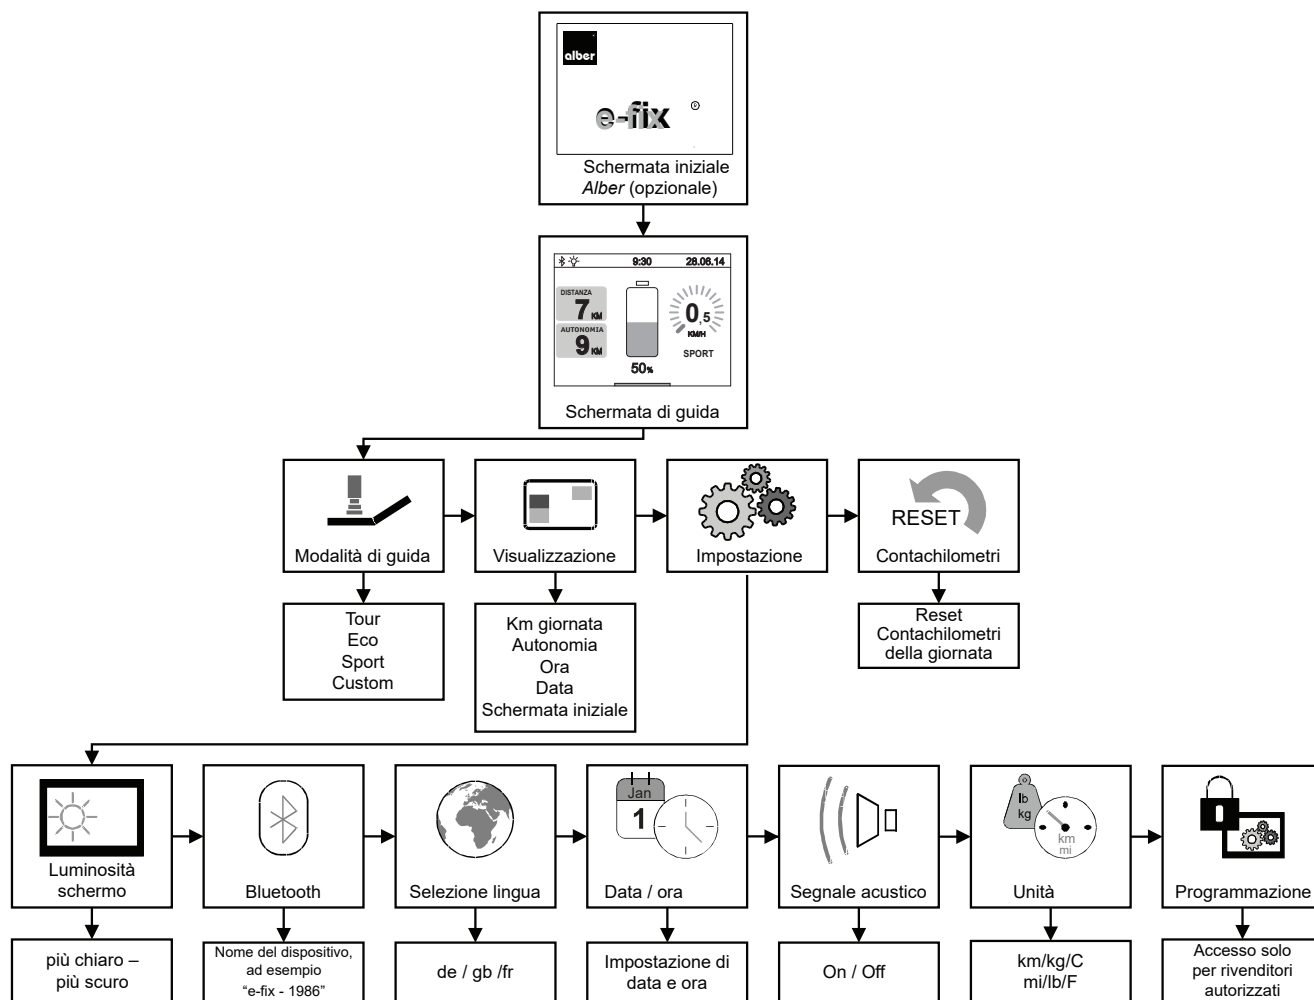 alber
e-fix ®
Schermata iniziale
Alber (opzionale)
9:30 28.06.14
DISTANZA
7 KM
AUTONOMIA
9 KM
50%
0,5
KM/H
SPORT
Schermata di guida
Modalità di guida
Visualizzazione
Impostazione
RESET
Contachilometri
Tour
Eco
Sport
Custom
Km giornata
Autonomia
Ora
Data
Schermata iniziale
Reset
Contachilometri
della giornata
Luminosità
schermo
Bluetooth
Selezione lingua
Jan
1
Data / ora
Segnale acustico
lb
kg
km
mi
Unità
Programmazione
più chiaro –
più scuro
Nome del dispositivo,
ad esempio
“e-fix - 1986”
de / gb /fr
Impostazione di
data e ora
On / Off
km/kg/C
mi/lb/F
Accesso solo
per rivenditori
autorizzati